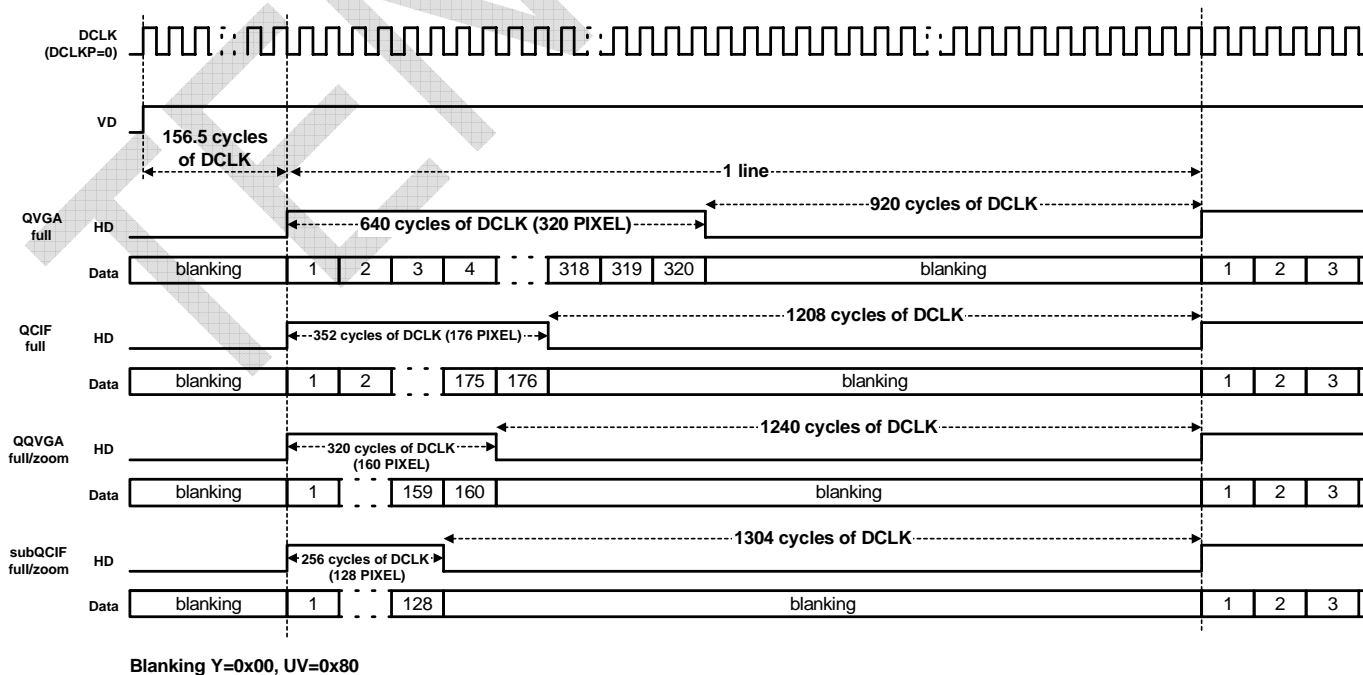 DCLK
(DCLKP=0)
VD
156.5 cycles
of DCLK
1 line
QVGA
full
HD
640 cycles of DCLK (320 PIXEL)
920 cycles of DCLK
Data
blanking 1 2 3 4 318 319 320 blanking 1 2 3
QCIF
full
HD
352 cycles of DCLK (176 PIXEL)
1208 cycles of DCLK
Data
blanking 1 2 175 176 blanking 1 2 3
QQVGA
full/zoom
HD
320 cycles of DCLK
(160 PIXEL)
1240 cycles of DCLK
Data
blanking 1 159 160 blanking 1 2 3
subQCIF
full/zoom
HD
256 cycles of DCLK
(128 PIXEL)
1304 cycles of DCLK
Data
blanking 1 128 blanking 1 2 3
Blanking Y=0x00, UV=0x80